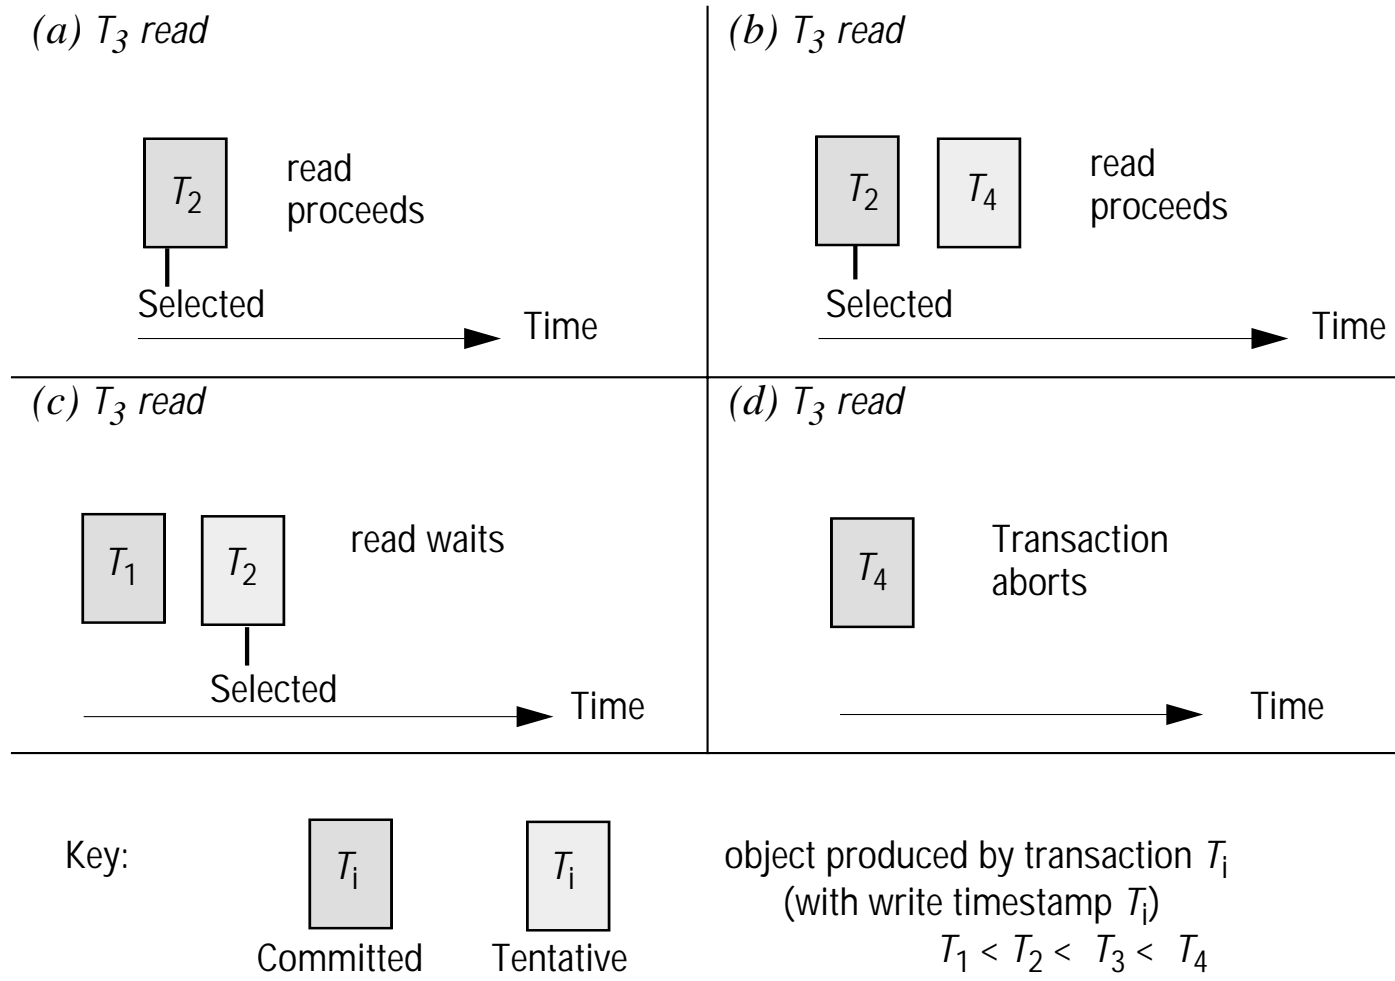 (a) T3 read
T2
read
proceeds
Selected
Time
(b) T3 read
T2
T4
read
proceeds
Selected
Time
(c) T3 read
T1
T2
read waits
Selected
Time
(d) T3 read
T4
Transaction
aborts
Time
Key:
Ti
Committed
Ti
Tentative
object produced by transaction Ti
(with write timestamp Ti)
T1 < T2 < T3 < T4